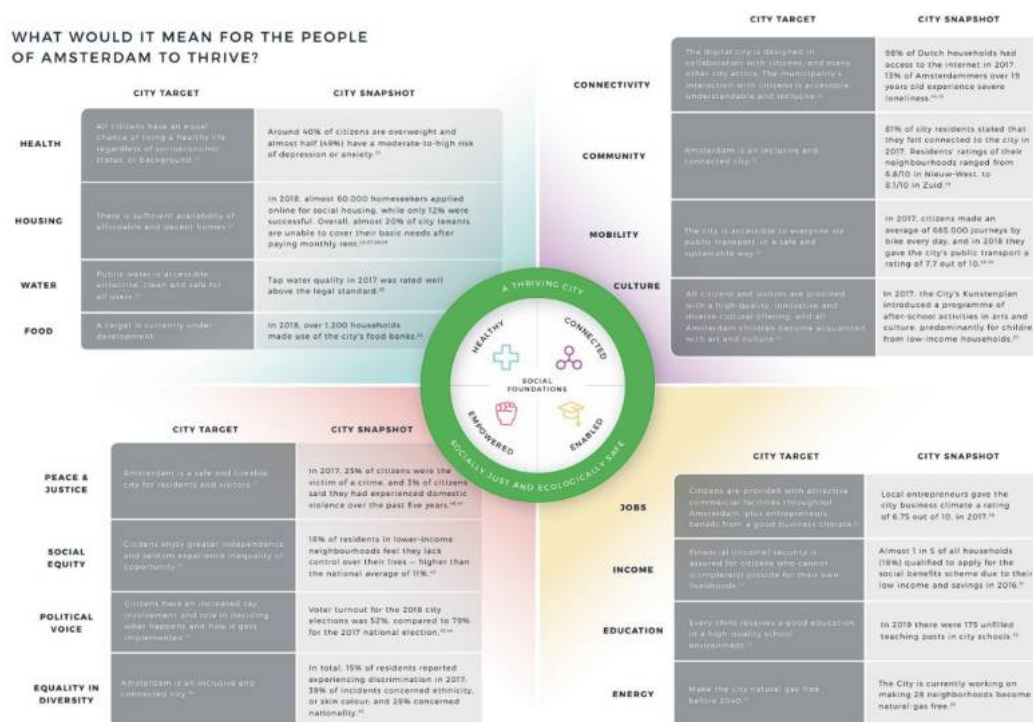 WHAT WOULD IT MEAN FOR THE PEOPLE
OF AMSTERDAM TO THRIVE?
CITY TARGET
CITY SNAPSHOT
HEALTH
All citizens have an equal
chance of living a healthy life,
regardless of socioeconomic
status, or background.
Around 40% of citizens are overweight and
almost half (49%) have a moderate-to-high risk
of depression or anxiety.
HOUSING
There is sufficient availability of
affordable and decent homes.
In 2018, almost 60,000 homeseekers applied
online for social housing, while only 12% were
successful. Overall, almost 20% of city tenants
are unable to cover their basic needs after
paying monthly rent.
WATER
Public water is accessible
attractive, clean and safe for
all users.
Tap water quality in 2017 was rated well
above the legal standard.
FOOD
A target is currently under
development
In 2018, over 1,200 households
made use of the city's food banks.
CITY TARGET
CITY SNAPSHOT
CONNECTIVITY
The digital city is designed in
collaboration with citizens, and many
other city actors. The municipality's
interaction with citizens is accessible,
understandable and inclusive.
98% of Dutch households had
access to the internet in 2017.
13% of Amsterdammers over 19
years old experience severe
loneliness.
COMMUNITY
Amsterdam is an inclusive and
connected city.
81% of city residents stated that
they felt connected to the city in
2017. Residents' ratings of their
neighbourhoods ranged from
6.8/10 in Nieuw-West, to
8.1/10 in Zuid.
MOBILITY
The city is accessible to everyone via
public transport, in a safe and
sustainable way.
In 2017, citizens made an
average of 665,000 journeys by
bike every day, and in 2018 they
gave the city's public transport a
rating of 7.7 out of 10.
CULTURE
All citizens and visitors are provided
with a high-quality, innovative and
diverse cultural offering, and all
Amsterdam children become acquainted
with art and culture.
In 2017, the City's Kunstenplan
introduced a programme of
after-school activities in arts and
culture, predominantly for childre
from low-income households.
A THRIVING CITY
HEALTHY
CONNECTED
SOCIAL
FOUNDATIONS
EMPOWERED
ENABLED
SOCIALLY JUST AND ECOLOGICALLY SAFE
CITY TARGET
CITY SNAPSHOT
PEACE &
JUSTICE
Amsterdam is a safe and liveable
city for residents and visitors.
In 2017, 25% of citizens were the
victim of a crime, and 3% of citizens
said they had experienced domestic
violence over the past five years.
SOCIAL
EQUITY
Citizens enjoy greater independence
and seldom experience inequality of
opportunity.
16% of residents in lower-income
neighbourhoods feel they lack
control over their lives — higher than
the national average of 11%.
POLITICAL
VOICE
Citizens have an increased say,
involvement and role in deciding
what happens and how it gets
implemented.
Voter turnout for the 2018 city
elections was 52%, compared to 79%
for the 2017 national election.
EQUALITY IN
DIVERSITY
Amsterdam is an inclusive and
connected city.
In total, 15% of residents reported
experiencing discrimination in 2017:
39% of incidents concerned ethnicity,
or skin colour, and 29% concerned
nationality.
CITY TARGET
CITY SNAPSHOT
JOBS
Citizens are provided with attractive
commercial facilities throughout
Amsterdam, plus entrepreneurs
benefit from a good business climate.
Local entrepreneurs gave the
city business climate a rating
of 6.75 out of 10, in 2017.
INCOME
Financial (income) security is
assured for citizens who cannot
(completely) provide for their own
livelihoods.
Almost 1 in 5 of all households
(18%) qualified to apply for the
social benefits scheme due to their
low income and savings in 2016.
EDUCATION
Every child receives a good education
in a high-quality school
environment.
In 2019 there were 175 unfilled
teaching posts in city schools.
ENERGY
Make the city natural gas free
before 2040.
The City is currently working on
making 28 neighborhoods become
natural-gas free.